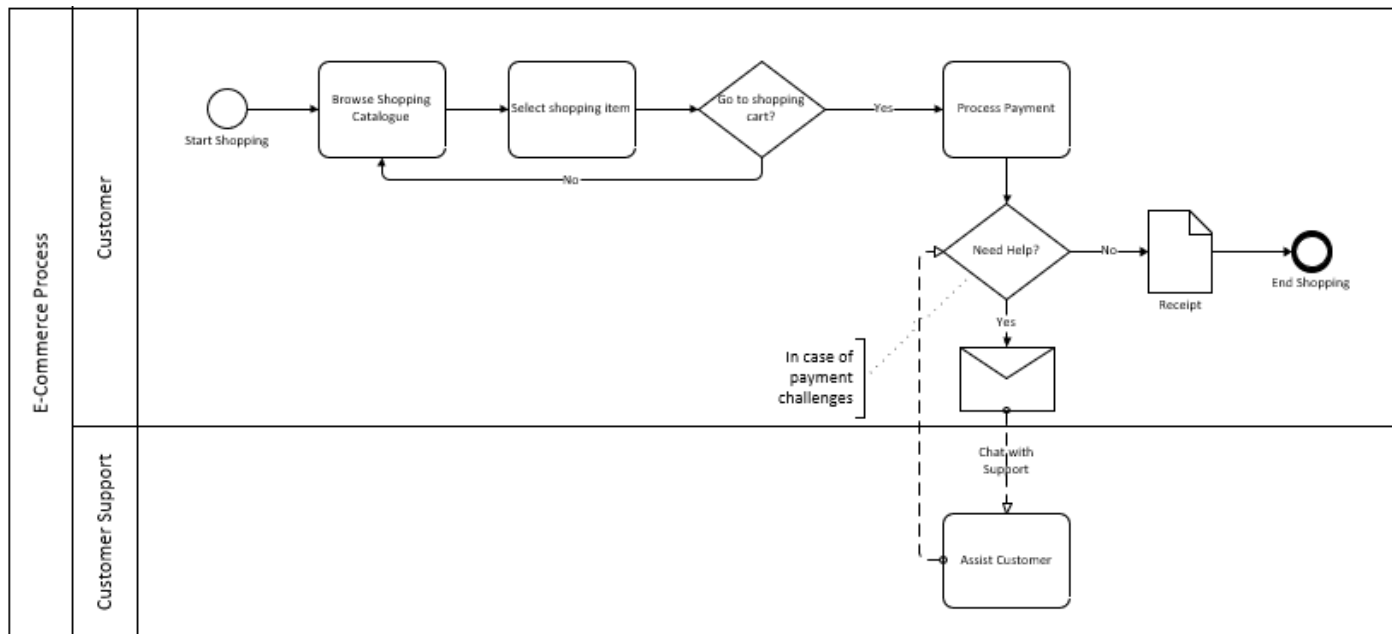 E-Commerce Process
Customer
Start Shopping
Browse Shopping
Catalogue
Select shopping item
Go to shopping
cart?
Yes
Process Payment
No
Need Help?
No
Receipt
End Shopping
Yes
In case of
payment
challenges
Customer Support
Chat with
Support
Assist Customer